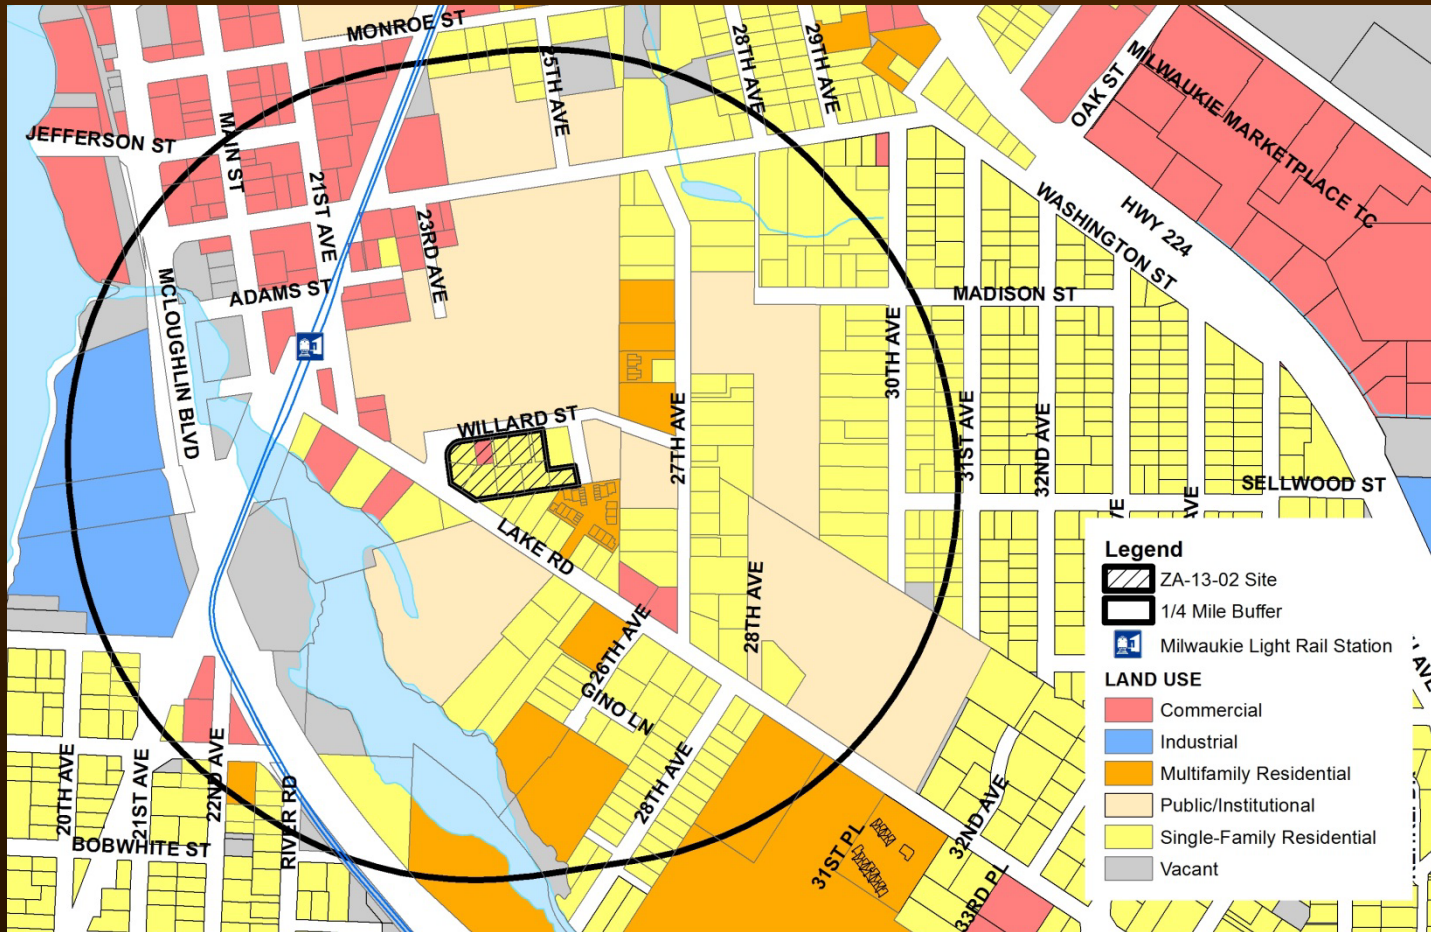 MONROE ST
25TH AVE
28TH AVE
29TH AVE
OAK ST
MILWAUKIE MARKETPLACE TC
JEFFERSON ST
MAIN ST
21ST AVE
23RD AVE
WASHINGTON ST
HWY 224
MCLOUGHLIN BLVD
ADAMS ST
MADISON ST
30TH AVE
31ST AVE
32ND AVE
WILLARD ST
27TH AVE
SELLWOOD ST
AVE
AVE
LAKE RD
28TH AVE
26TH AVE
GINO LN
28TH AVE
20TH AVE
21ST AVE
22ND AVE
RIVER RD
BOBWHITE ST
31ST PL
32ND AVE
33RD PL
AVE
Legend
ZA-13-02 Site
1/4 Mile Buffer
Milwaukie Light Rail Station
LAND USE
Commercial
Industrial
Multifamily Residential
Public/Institutional
Single-Family Residential
Vacant